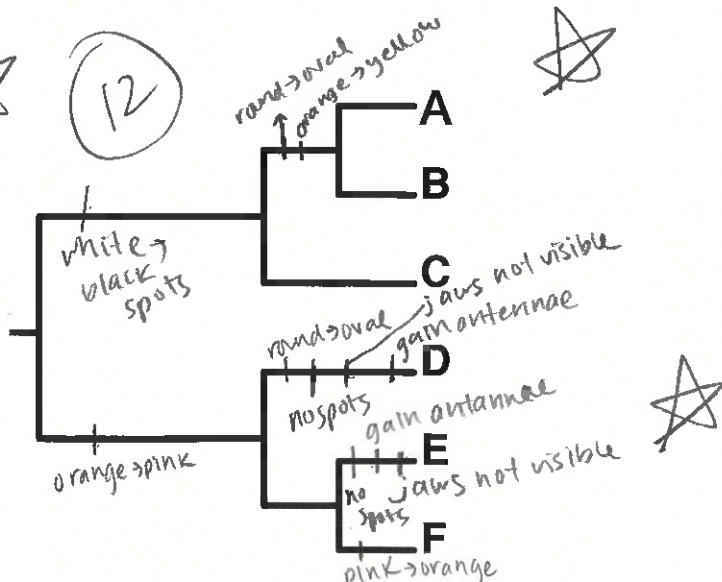 12
round→oval
orange→yellow
A
B
white→
black
spots
C
jaws not visible
gain antennae
round→oval
D
no spots
gain antannae
orange→pink
E
jaws not visible
no
spots
F
pink→orange